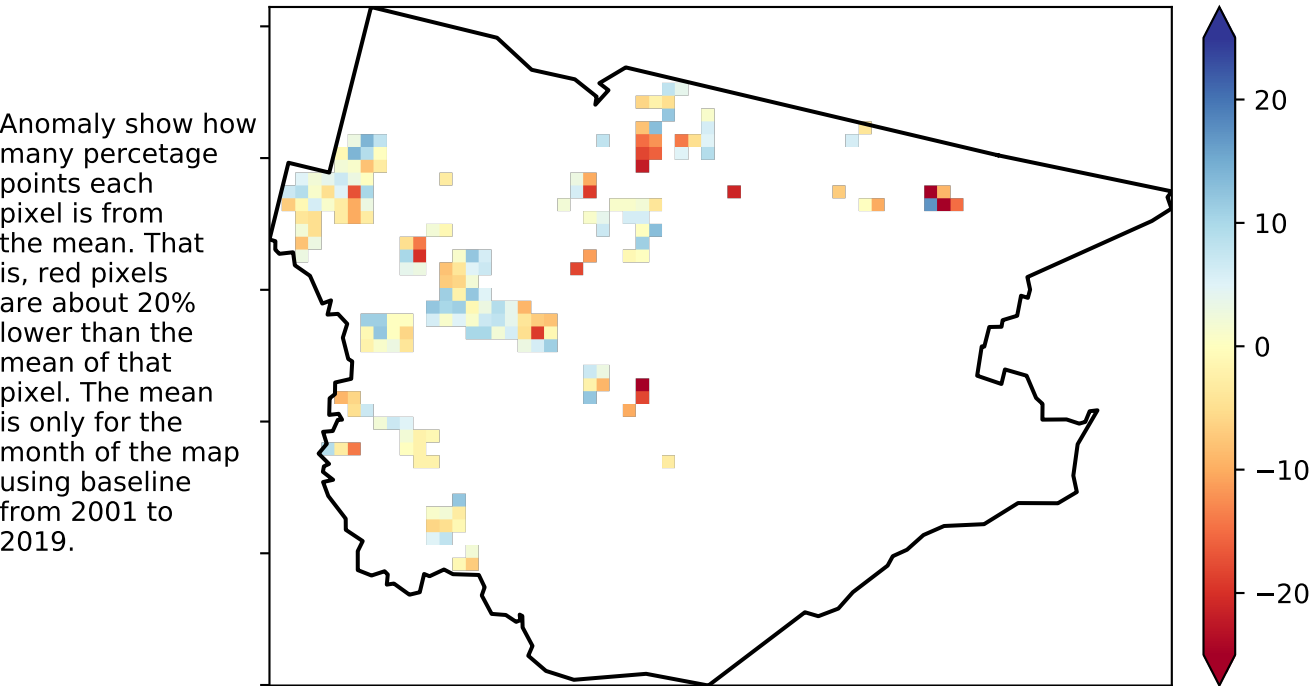 Anomaly show how
many percetage
points each
pixel is from
the mean. That
is, red pixels
are about 20%
lower than the
mean of that
pixel. The mean
is only for the
month of the map
using baseline
from 2001 to
2019.
20
10
0
−10
−20